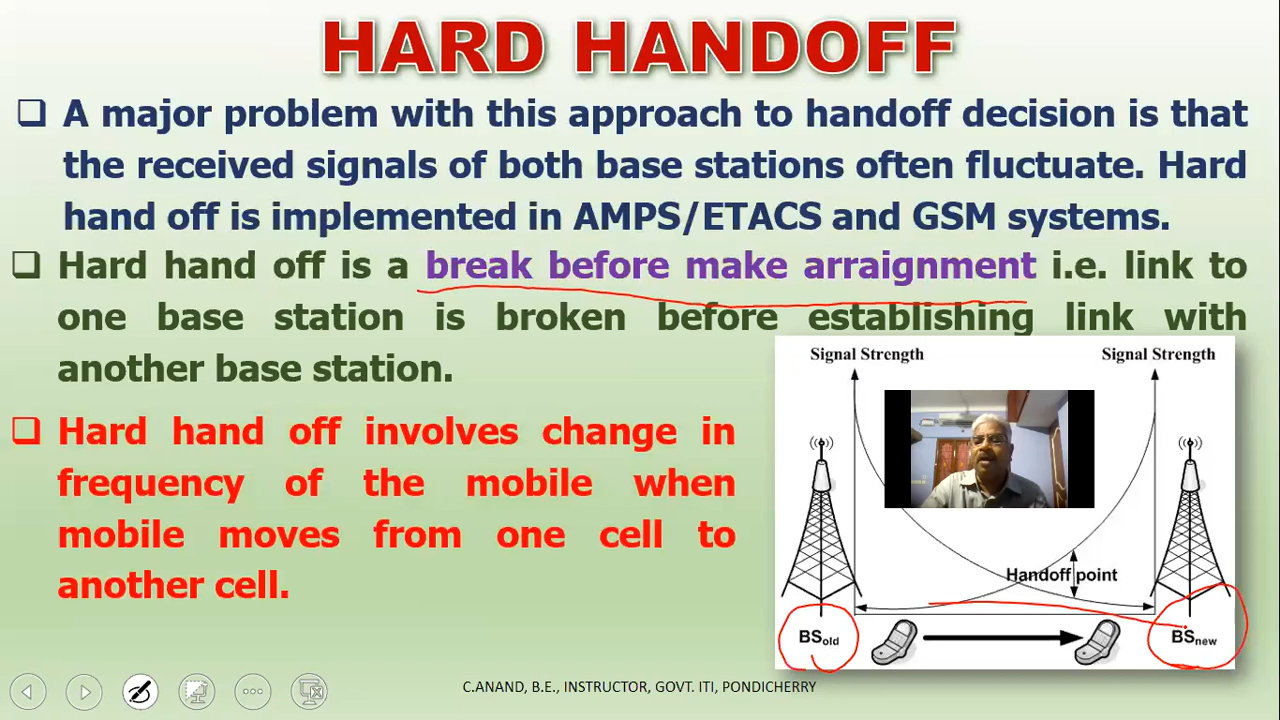 HARD HANDOFF
❑ A major problem with this approach to handoff decision is that
the received signals of both base stations often fluctuate. Hard
hand off is implemented in AMPS/ETACS and GSM systems.
❑ Hard hand off is a break before make arraignment i.e. link to
one base station is broken before establishing link with
another base station.
❑ Hard hand off involves change in
frequency of the mobile when
mobile moves from one cell to
another cell.
Signal Strength
Signal Strength
Handoff point
BSold
BSnew
C.ANAND, B.E., INSTRUCTOR, GOVT. ITI, PONDICHERRY